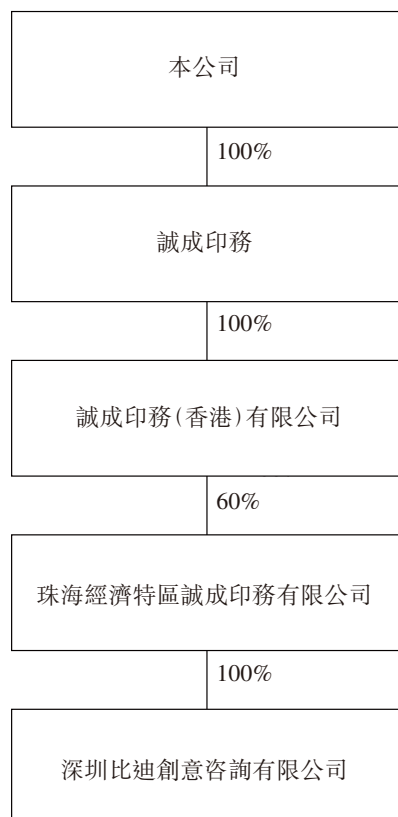 本公司
100%
誠成印務
100%
誠成印務(香港)有限公司
60%
珠海經濟特區誠成印務有限公司
100%
深圳比迪創意咨詢有限公司